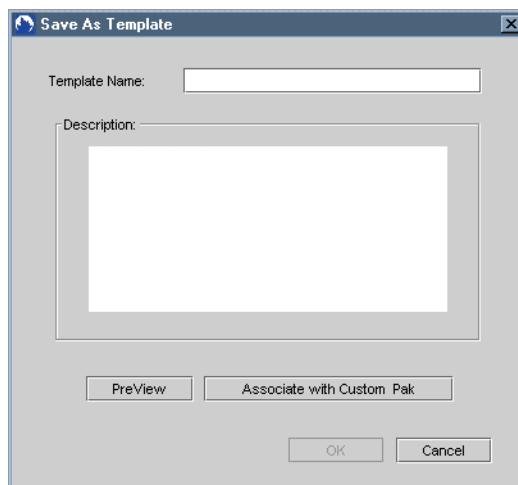 Save As Template
Template Name:
Description:
PreView
Associate with Custom Pak
OK
Cancel